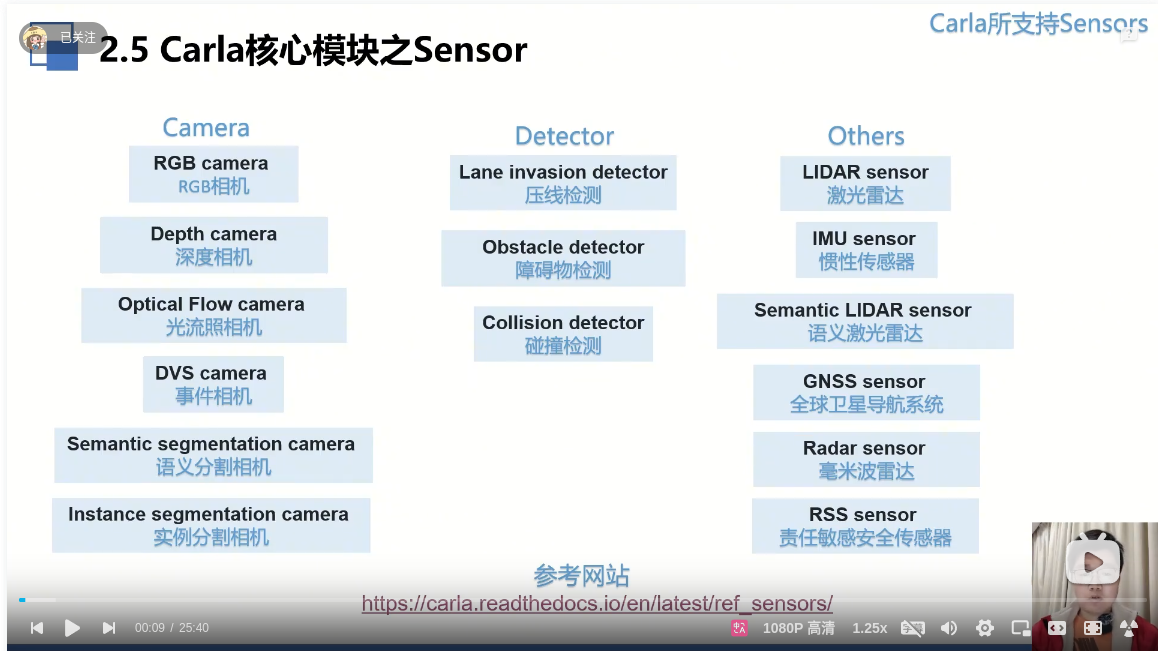 Carla所支持Sensors
已关注
2.5 Carla核心模块之Sensor
Camera
RGB camera
RGB相机
Depth camera
深度相机
Optical Flow camera
光流照相机
DVS camera
事件相机
Semantic segmentation camera
语义分割相机
Instance segmentation camera
实例分割相机
Detector
Lane invasion detector
压线检测
Obstacle detector
障碍物检测
Collision detector
碰撞检测
Others
LIDAR sensor
激光雷达
IMU sensor
惯性传感器
Semantic LIDAR sensor
语义激光雷达
GNSS sensor
全球卫星导航系统
Radar sensor
毫米波雷达
RSS sensor
责任敏感安全传感器
参考网站
https://carla.readthedocs.io/en/latest/ref_sensors/
00:09 / 25:40
1080P 高清
1.25x